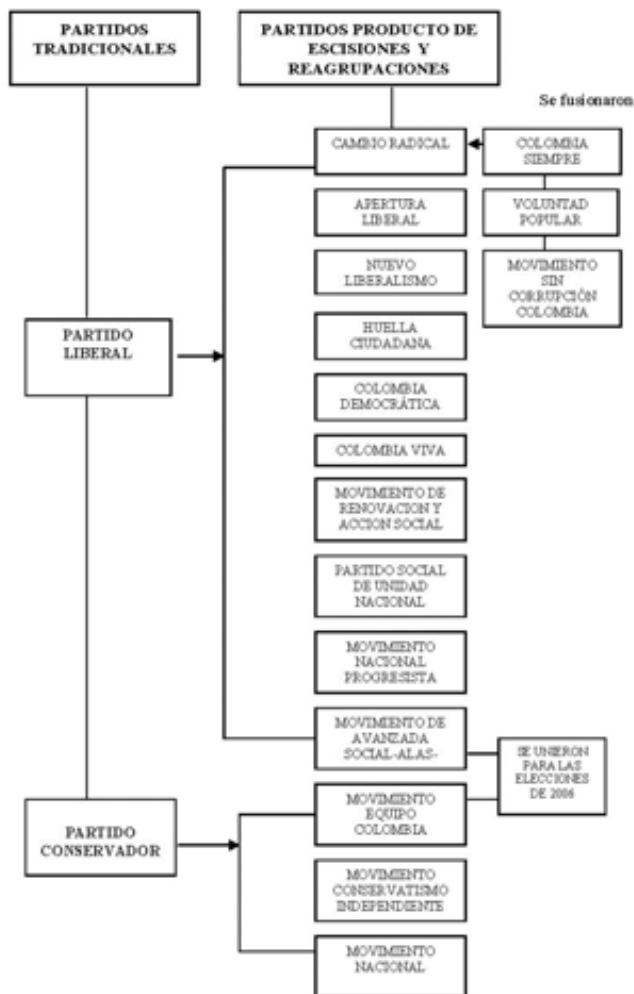 PARTIDOS
TRADICIONALES
PARTIDOS PRODUCTO DE
ESCISIONES Y
REAGRUPACIONES
Se fusionaron
CAMBIO RADICAL
COLOMBIA
SIEMPRE
APERTURA
LIBERAL
VOLUNTAD
POPULAR
NUEVO
LIBERALISMO
MOVIMIENTO
SIN
CORRUPCIÓN
COLOMBIA
PARTIDO
LIBERAL
HUELLA
CIUDADANA
COLOMBIA
DEMOCRÁTICA
COLOMBIA VIVA
MOVIMIENTO DE
RENOVACION Y
ACCION SOCIAL
PARTIDO SOCIAL
DE UNIDAD
NACIONAL
MOVIMIENTO
NACIONAL
PROGRESISTA
MOVIMIENTO DE
AVANZADA
SOCIAL-ALAS-
SE UNIERON
PARA LAS
ELECCIONES
DE 2006
PARTIDO
CONSERVADOR
MOVIMIENTO
EQUIPO
COLOMBIA
MOVIMIENTO
CONSERVATISMO
INDEPENDIENTE
MOVIMIENTO
NACIONAL